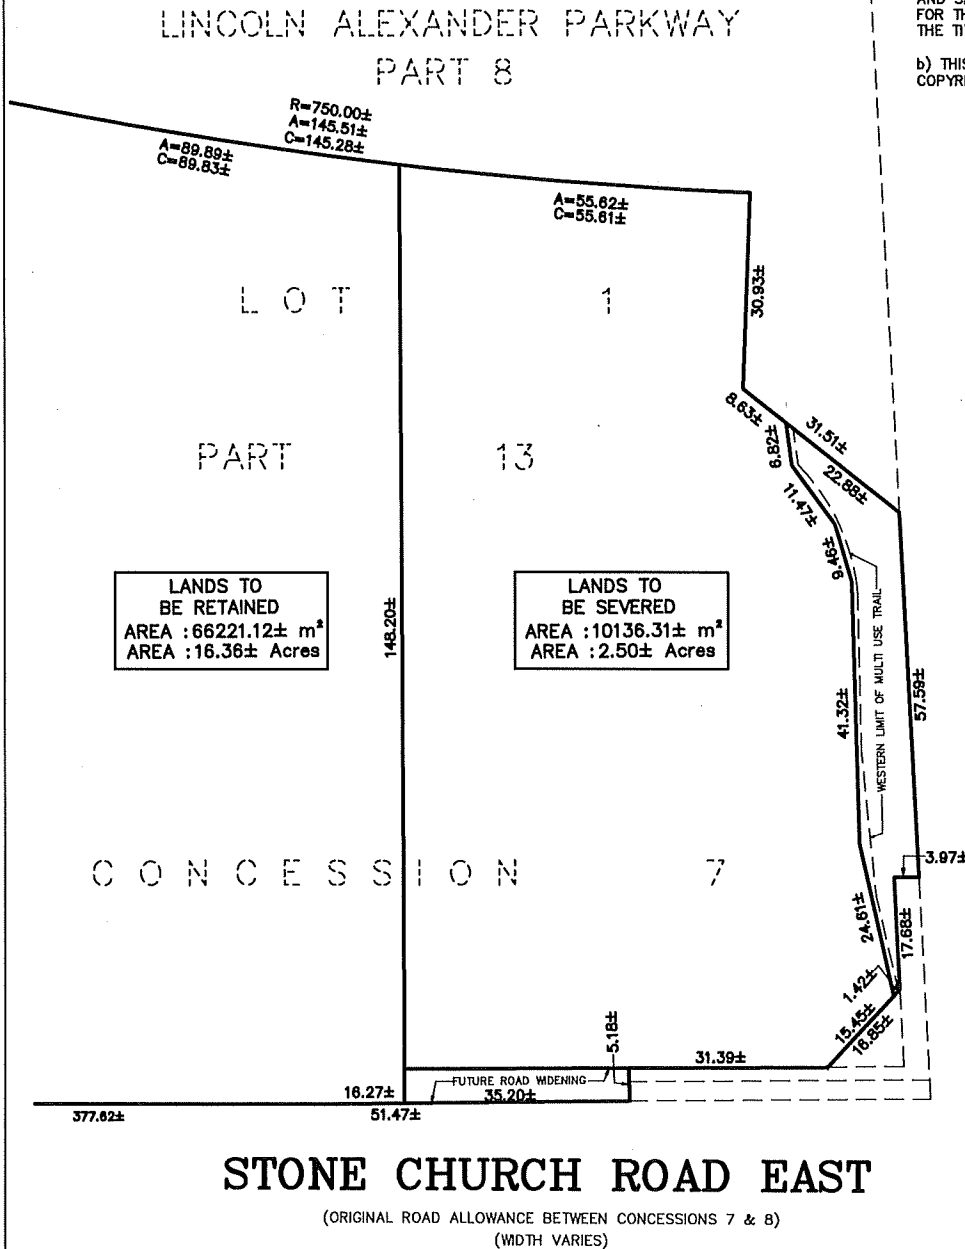 LINCOLN ALEXANDER PARKWAY
PART 8
FOR TH
THE TI
b) THIS
COPYRI
R=750.00±
A=145.51±
C=145.28±
A=89.89±
C=89.83±
A=55.62±
C=55.61±
30.93±
LOT 1
8.63±
31.51±
6.82±
22.88±
PART 13
11.47±
9.46±
LANDS TO
BE RETAINED
AREA :66221.12± m²
AREA :16.36± Acres
148.20±
LANDS TO
BE SEVERED
AREA :10136.31± m²
AREA :2.50± Acres
WESTERN LIMIT OF MULTI USE TRAIL
41.32±
57.59±
3.97±
CONCESSION 7
24.61±
17.68±
1.42±
15.45±
16.85±
5.18±
31.39±
FUTURE ROAD WIDENING
16.27±
35.20±
377.62±
51.47±
STONE CHURCH ROAD EAST
(ORIGINAL ROAD ALLOWANCE BETWEEN CONCESSIONS 7 & 8)
(WIDTH VARIES)